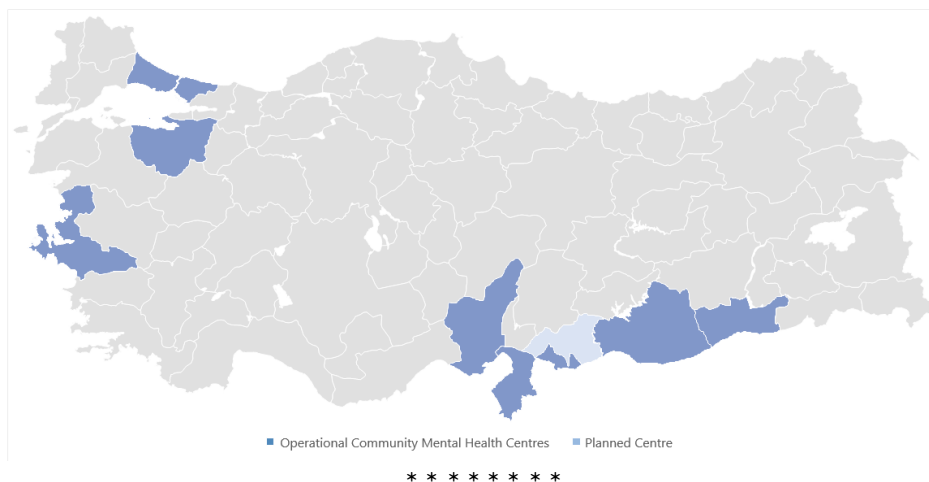 Operational Community Mental Health Centres Planned Centre
* * * * * * * *